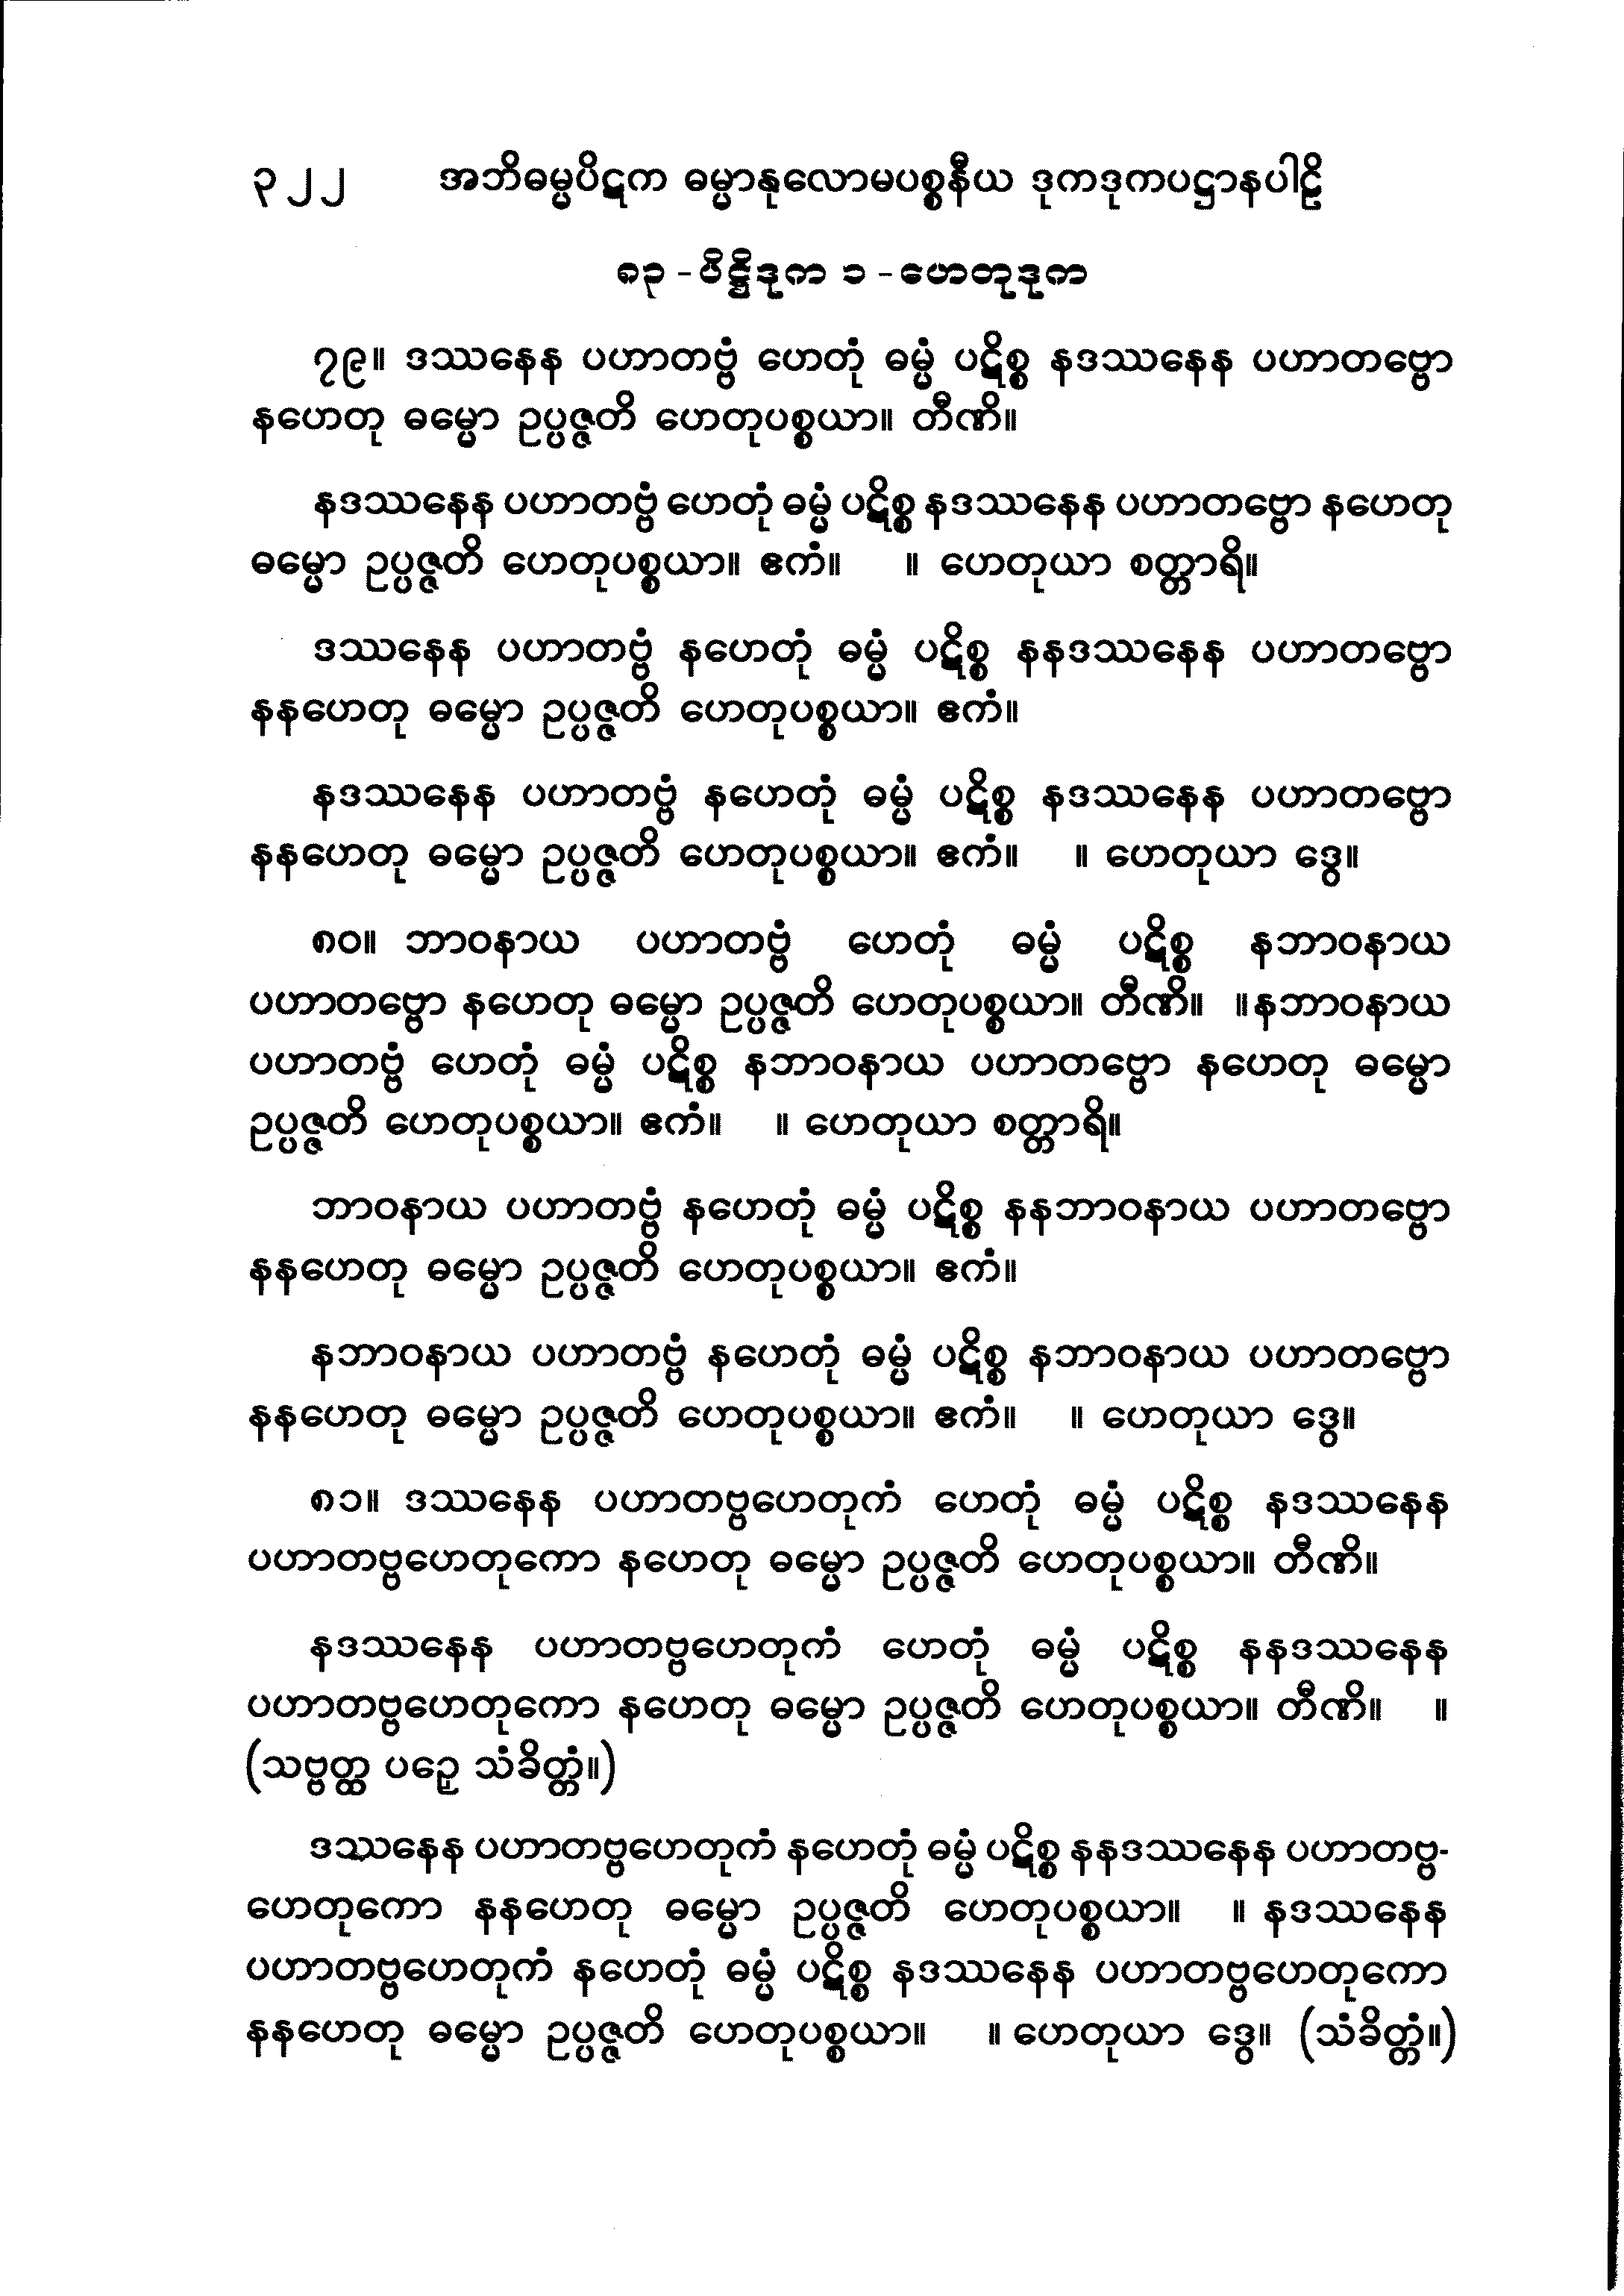 ၃၂၂ အဘိဓမ္မပိဋက ဓမ္မာနုလောမပစ္စနီယ ဒုကဒုကပဋ္ဌာနပါဠိ
၈၃ - ပိဋ္ဌိဒုက ၁ - ဟေတုဒုက
၇၉။ ဒဿနေန ပဟာတဗ္ဗံ ဟေတုံ ဓမ္မံ ပဋိစ္စ နဒဿနေန ပဟာတဗ္ဗော
နဟေတု ဓမ္မော ဥပ္ပဇ္ဇတိ ဟေတုပစ္စယာ။ တီဏိ။
နဒဿနေန ပဟာတဗ္ဗံ ဟေတုံ ဓမ္မံ ပဋိစ္စ နဒဿနေန ပဟာတဗ္ဗော နဟေတု
ဓမ္မော ဥပ္ပဇ္ဇတိ ဟေတုပစ္စယာ။ ဧကံ။ ။ ဟေတုယာ စတ္တာရိ။
ဒဿနေန ပဟာတဗ္ဗံ နဟေတုံ ဓမ္မံ ပဋိစ္စ နနဒဿနေန ပဟာတဗ္ဗော
နနဟေတု ဓမ္မော ဥပ္ပဇ္ဇတိ ဟေတုပစ္စယာ။ ဧကံ။
နဒဿနေန ပဟာတဗ္ဗံ နဟေတုံ ဓမ္မံ ပဋိစ္စ နဒဿနေန ပဟာတဗ္ဗော
နနဟေတု ဓမ္မော ဥပ္ပဇ္ဇတိ ဟေတုပစ္စယာ။ ဧကံ။ ။ ဟေတုယာ ဒွေ။
၈၀။ ဘာဝနာယ ပဟာတဗ္ဗံ ဟေတုံ ဓမ္မံ ပဋိစ္စ နဘာဝနာယ
ပဟာတဗ္ဗော နဟေတု ဓမ္မော ဥပ္ပဇ္ဇတိ ဟေတုပစ္စယာ။ တီဏိ။ ။နဘာဝနာယ
ပဟာတဗ္ဗံ ဟေတုံ ဓမ္မံ ပဋိစ္စ နဘာဝနာယ ပဟာတဗ္ဗော နဟေတု ဓမ္မော
ဥပ္ပဇ္ဇတိ ဟေတုပစ္စယာ။ ဧကံ။ ။ ဟေတုယာ စတ္တာရိ။
ဘာဝနာယ ပဟာတဗ္ဗံ နဟေတုံ ဓမ္မံ ပဋိစ္စ နနဘာဝနာယ ပဟာတဗ္ဗော
နနဟေတု ဓမ္မော ဥပ္ပဇ္ဇတိ ဟေတုပစ္စယာ။ ဧကံ။
နဘာဝနာယ ပဟာတဗ္ဗံ နဟေတုံ ဓမ္မံ ပဋိစ္စ နဘာဝနာယ ပဟာတဗ္ဗော
နနဟေတု ဓမ္မော ဥပ္ပဇ္ဇတိ ဟေတုပစ္စယာ။ ဧကံ။ ။ ဟေတုယာ ဒွေ။
၈၁။ ဒဿနေန ပဟာတဗ္ဗဟေတုကံ ဟေတုံ ဓမ္မံ ပဋိစ္စ နဒဿနေန
ပဟာတဗ္ဗဟေတုကော နဟေတု ဓမ္မော ဥပ္ပဇ္ဇတိ ဟေတုပစ္စယာ။ တီဏိ။
နဒဿနေန ပဟာတဗ္ဗဟေတုကံ ဟေတုံ ဓမ္မံ ပဋိစ္စ နနဒဿနေန
ပဟာတဗ္ဗဟေတုကော နဟေတု ဓမ္မော ဥပ္ပဇ္ဇတိ ဟေတုပစ္စယာ။ တီဏိ။ ။
(သဗ္ဗတ္ထ ပဉှေ သံခိတ္တံ။)
ဒဿနေန ပဟာတဗ္ဗဟေတုကံ နဟေတုံ ဓမ္မံ ပဋိစ္စ နနဒဿနေန ပဟာတဗ္ဗ-
ဟေတုကော နနဟေတု ဓမ္မော ဥပ္ပဇ္ဇတိ ဟေတုပစ္စယာ။ ။ နဒဿနေန
ပဟာတဗ္ဗဟေတုကံ နဟေတုံ ဓမ္မံ ပဋိစ္စ နဒဿနေန ပဟာတဗ္ဗဟေတုကော
နနဟေတု ဓမ္မော ဥပ္ပဇ္ဇတိ ဟေတုပစ္စယာ။ ။ ဟေတုယာ ဒွေ။ (သံခိတ္တံ။)